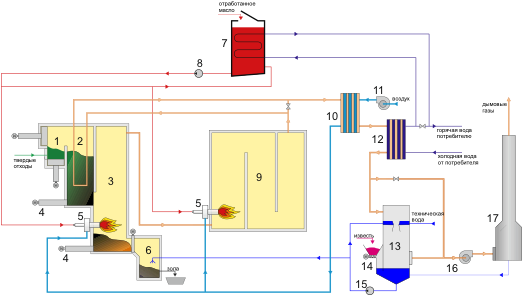 отработанное
масло
7
8
11
воздух
10
дымовые
газы
горячая вода
потребителю
12
холодная вода
от потребителя
1
2
3
9
твердые
отходы
4
5
5
4
6
зола
техническая
вода
известь
13
14
15
16
17